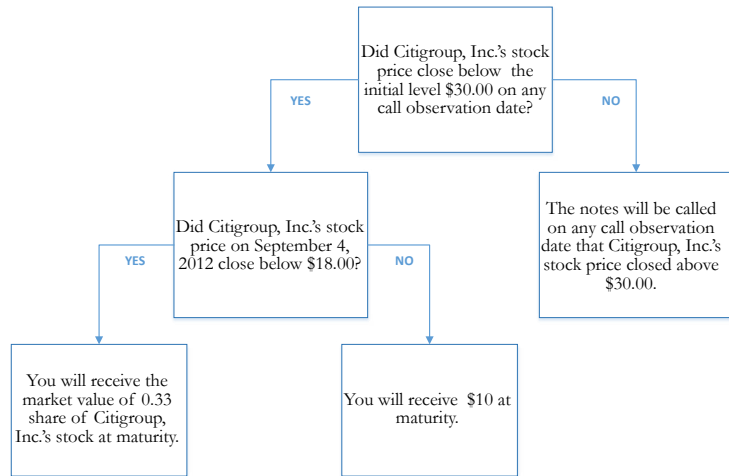 Did Citigroup, Inc.'s stock
price close below the
initial level $30.00 on any
call observation date?
YES
NO
Did Citigroup, Inc.'s stock
price on September 4,
2012 close below $18.00?
The notes will be called
on any call observation
date that Citigroup, Inc.'s
stock price closed above
$30.00.
YES
NO
You will receive the
market value of 0.33
share of Citigroup,
Inc.'s stock at maturity.
You will receive $10 at
maturity.